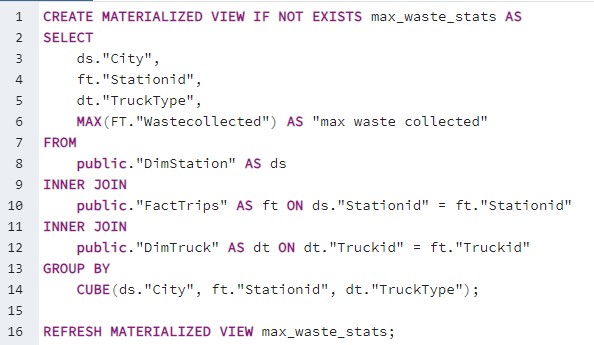 1 CREATE MATERIALIZED VIEW IF NOT EXISTS max_waste_stats AS
2 SELECT
3     ds."City",
4     ft."Stationid",
5     dt."TruckType",
6     MAX(FT."Wastecollected") AS "max waste collected"
7 FROM
8     public."DimStation" AS ds
9 INNER JOIN
10     public."FactTrips" AS ft ON ds."Stationid" = ft."Stationid"
11 INNER JOIN
12     public."DimTruck" AS dt ON dt."Truckid" = ft."Truckid"
13 GROUP BY
14     CUBE(ds."City", ft."Stationid", dt."TruckType");
15
16 REFRESH MATERIALIZED VIEW max_waste_stats;